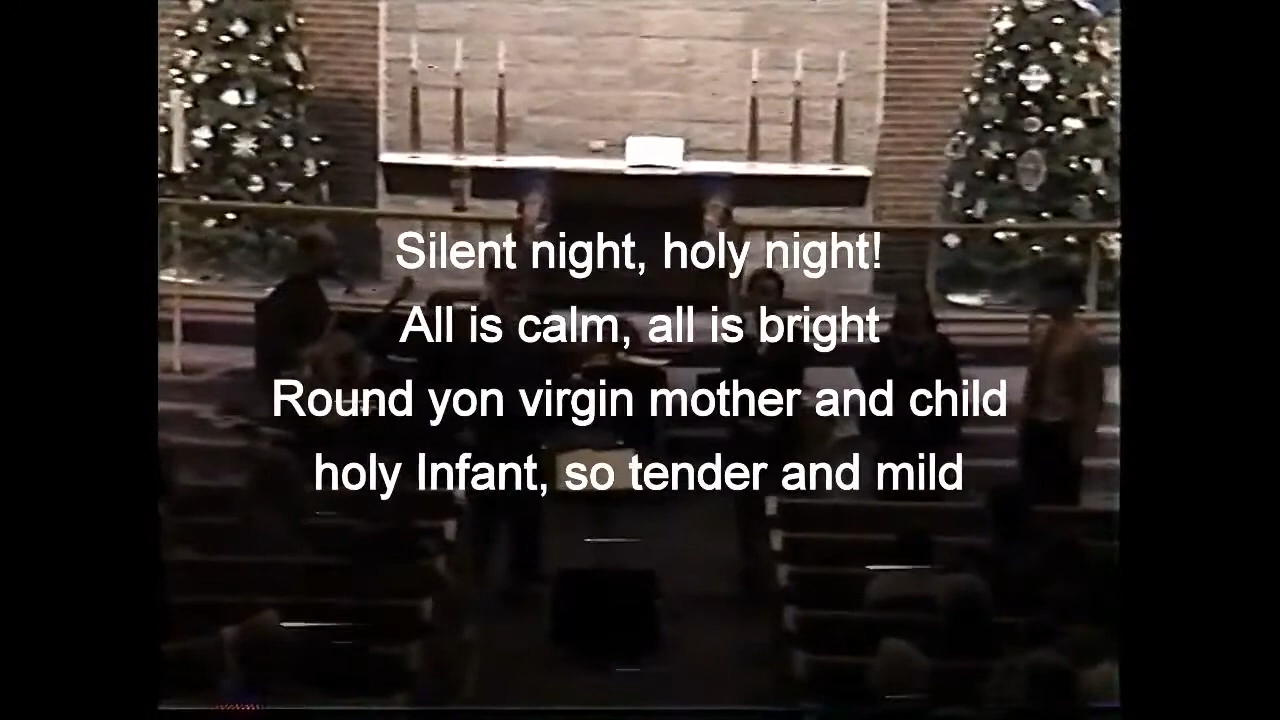 Silent night, holy night!
All is calm, all is bright
Round yon virgin mother and child
holy Infant, so tender and mild